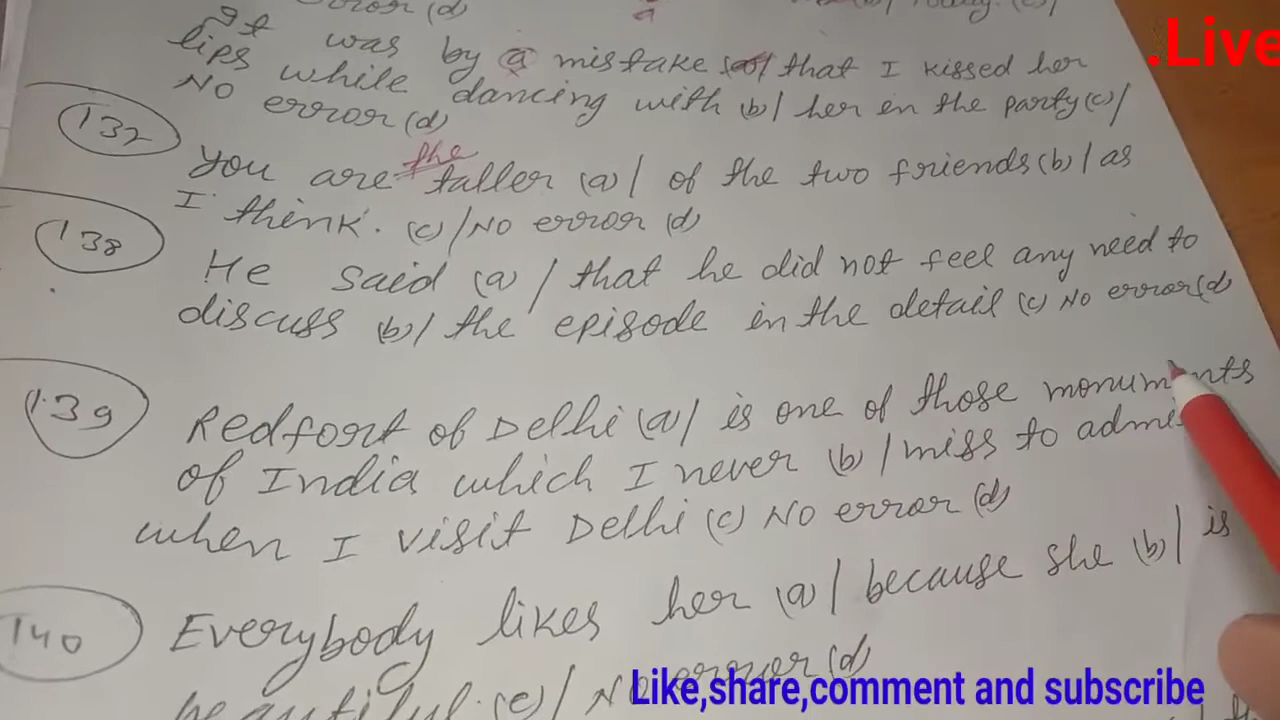 error (d)
.Live
It was by a mistake (a)/ that I kissed her
lips while dancing with (b)/ her in the party (c)/
No error (d)
137
the
You are taller (a)/ of the two friends (b)/ as
I think. (c)/ No error (d)
138
He said (a)/ that he did not feel any need to
discuss (b)/ the episode in the detail (c) No error (d)
139
Redfort of Delhi (a)/ is one of those monuments
of India which I never (b)/ miss to admi
when I visit Delhi (c) No error (d)
140
Everybody likes her (a)/ because she (b)/ is
beautiful. (c)/ No error (d)
Like,share,comment and subscribe